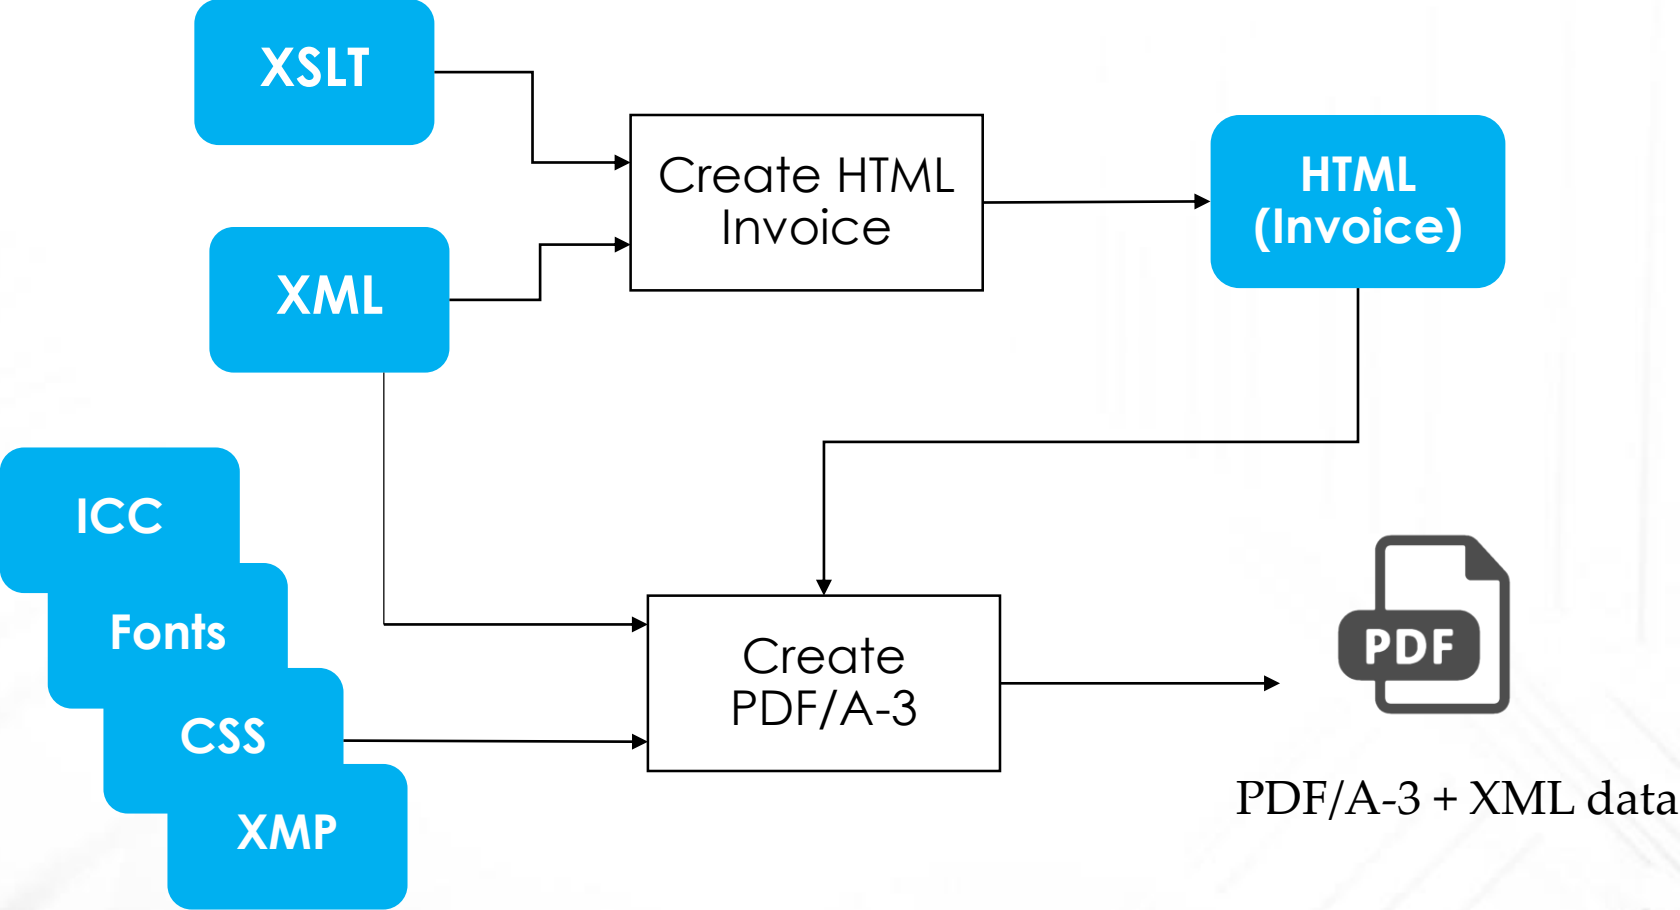 XSLT
Create HTML
Invoice
HTML
(Invoice)
XML
ICC
Fonts
CSS
XMP
Create
PDF/A-3
PDF
PDF/A-3 + XML data